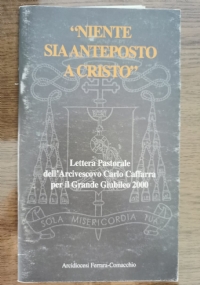 “NIENTE
SIA ANTEPOSTO
A CRISTO”
Lettera Pastorale
dell'Arcivescovo Carlo Caffarra
per il Grande Giubileo 2000
SOLA MISERICORDIA TUA
Arcidiocesi Ferrara-Comacchio